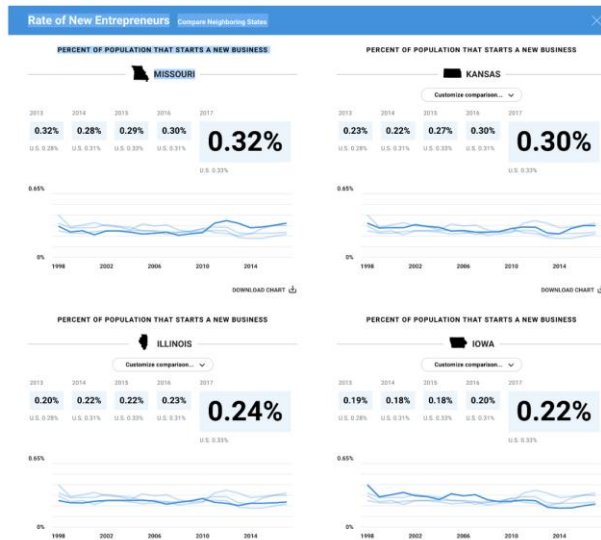 Rate of New Entrepreneurs Compare Neighboring States
PERCENT OF POPULATION THAT STARTS A NEW BUSINESS
MISSOURI
2013 2014 2015 2016 2017
0.32% 0.28% 0.29% 0.30% 0.32%
U.S. 0.28% U.S. 0.31% U.S. 0.33% U.S. 0.31%
U.S. 0.33%
0.65%
0%
1998 2002 2006 2010 2014
DOWNLOAD CHART
PERCENT OF POPULATION THAT STARTS A NEW BUSINESS
KANSAS
Customize comparison...
2013 2014 2015 2016 2017
0.23% 0.22% 0.27% 0.30% 0.30%
U.S. 0.28% U.S. 0.31% U.S. 0.33% U.S. 0.31%
U.S. 0.33%
0.65%
0%
1998 2002 2006 2010 2014
DOWNLOAD CHART
PERCENT OF POPULATION THAT STARTS A NEW BUSINESS
ILLINOIS
Customize comparison...
2013 2014 2015 2016 2017
0.20% 0.22% 0.22% 0.23% 0.24%
U.S. 0.28% U.S. 0.31% U.S. 0.33% U.S. 0.31%
U.S. 0.33%
0.65%
0%
1998 2002 2006 2010 2014
PERCENT OF POPULATION THAT STARTS A NEW BUSINESS
IOWA
Customize comparison...
2013 2014 2015 2016 2017
0.19% 0.18% 0.18% 0.20% 0.22%
U.S. 0.28% U.S. 0.31% U.S. 0.33% U.S. 0.31%
U.S. 0.33%
0.65%
0%
1998 2002 2006 2010 2014